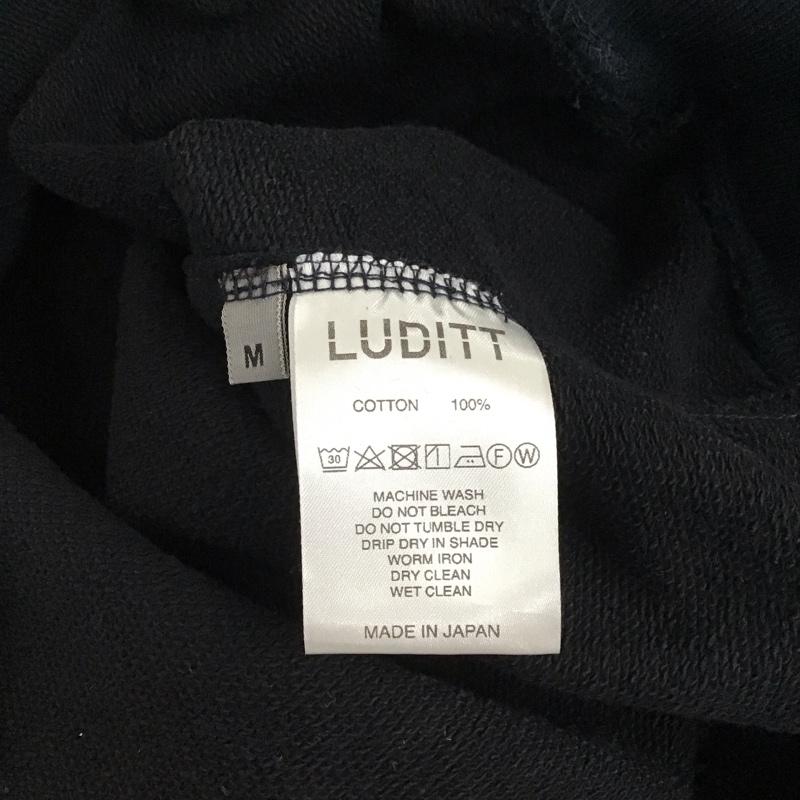 M
LUDITT
COTTON 100%
30 F W
MACHINE WASH
DO NOT BLEACH
DO NOT TUMBLE DRY
DRIP DRY IN SHADE
WORM IRON
DRY CLEAN
WET CLEAN
MADE IN JAPAN